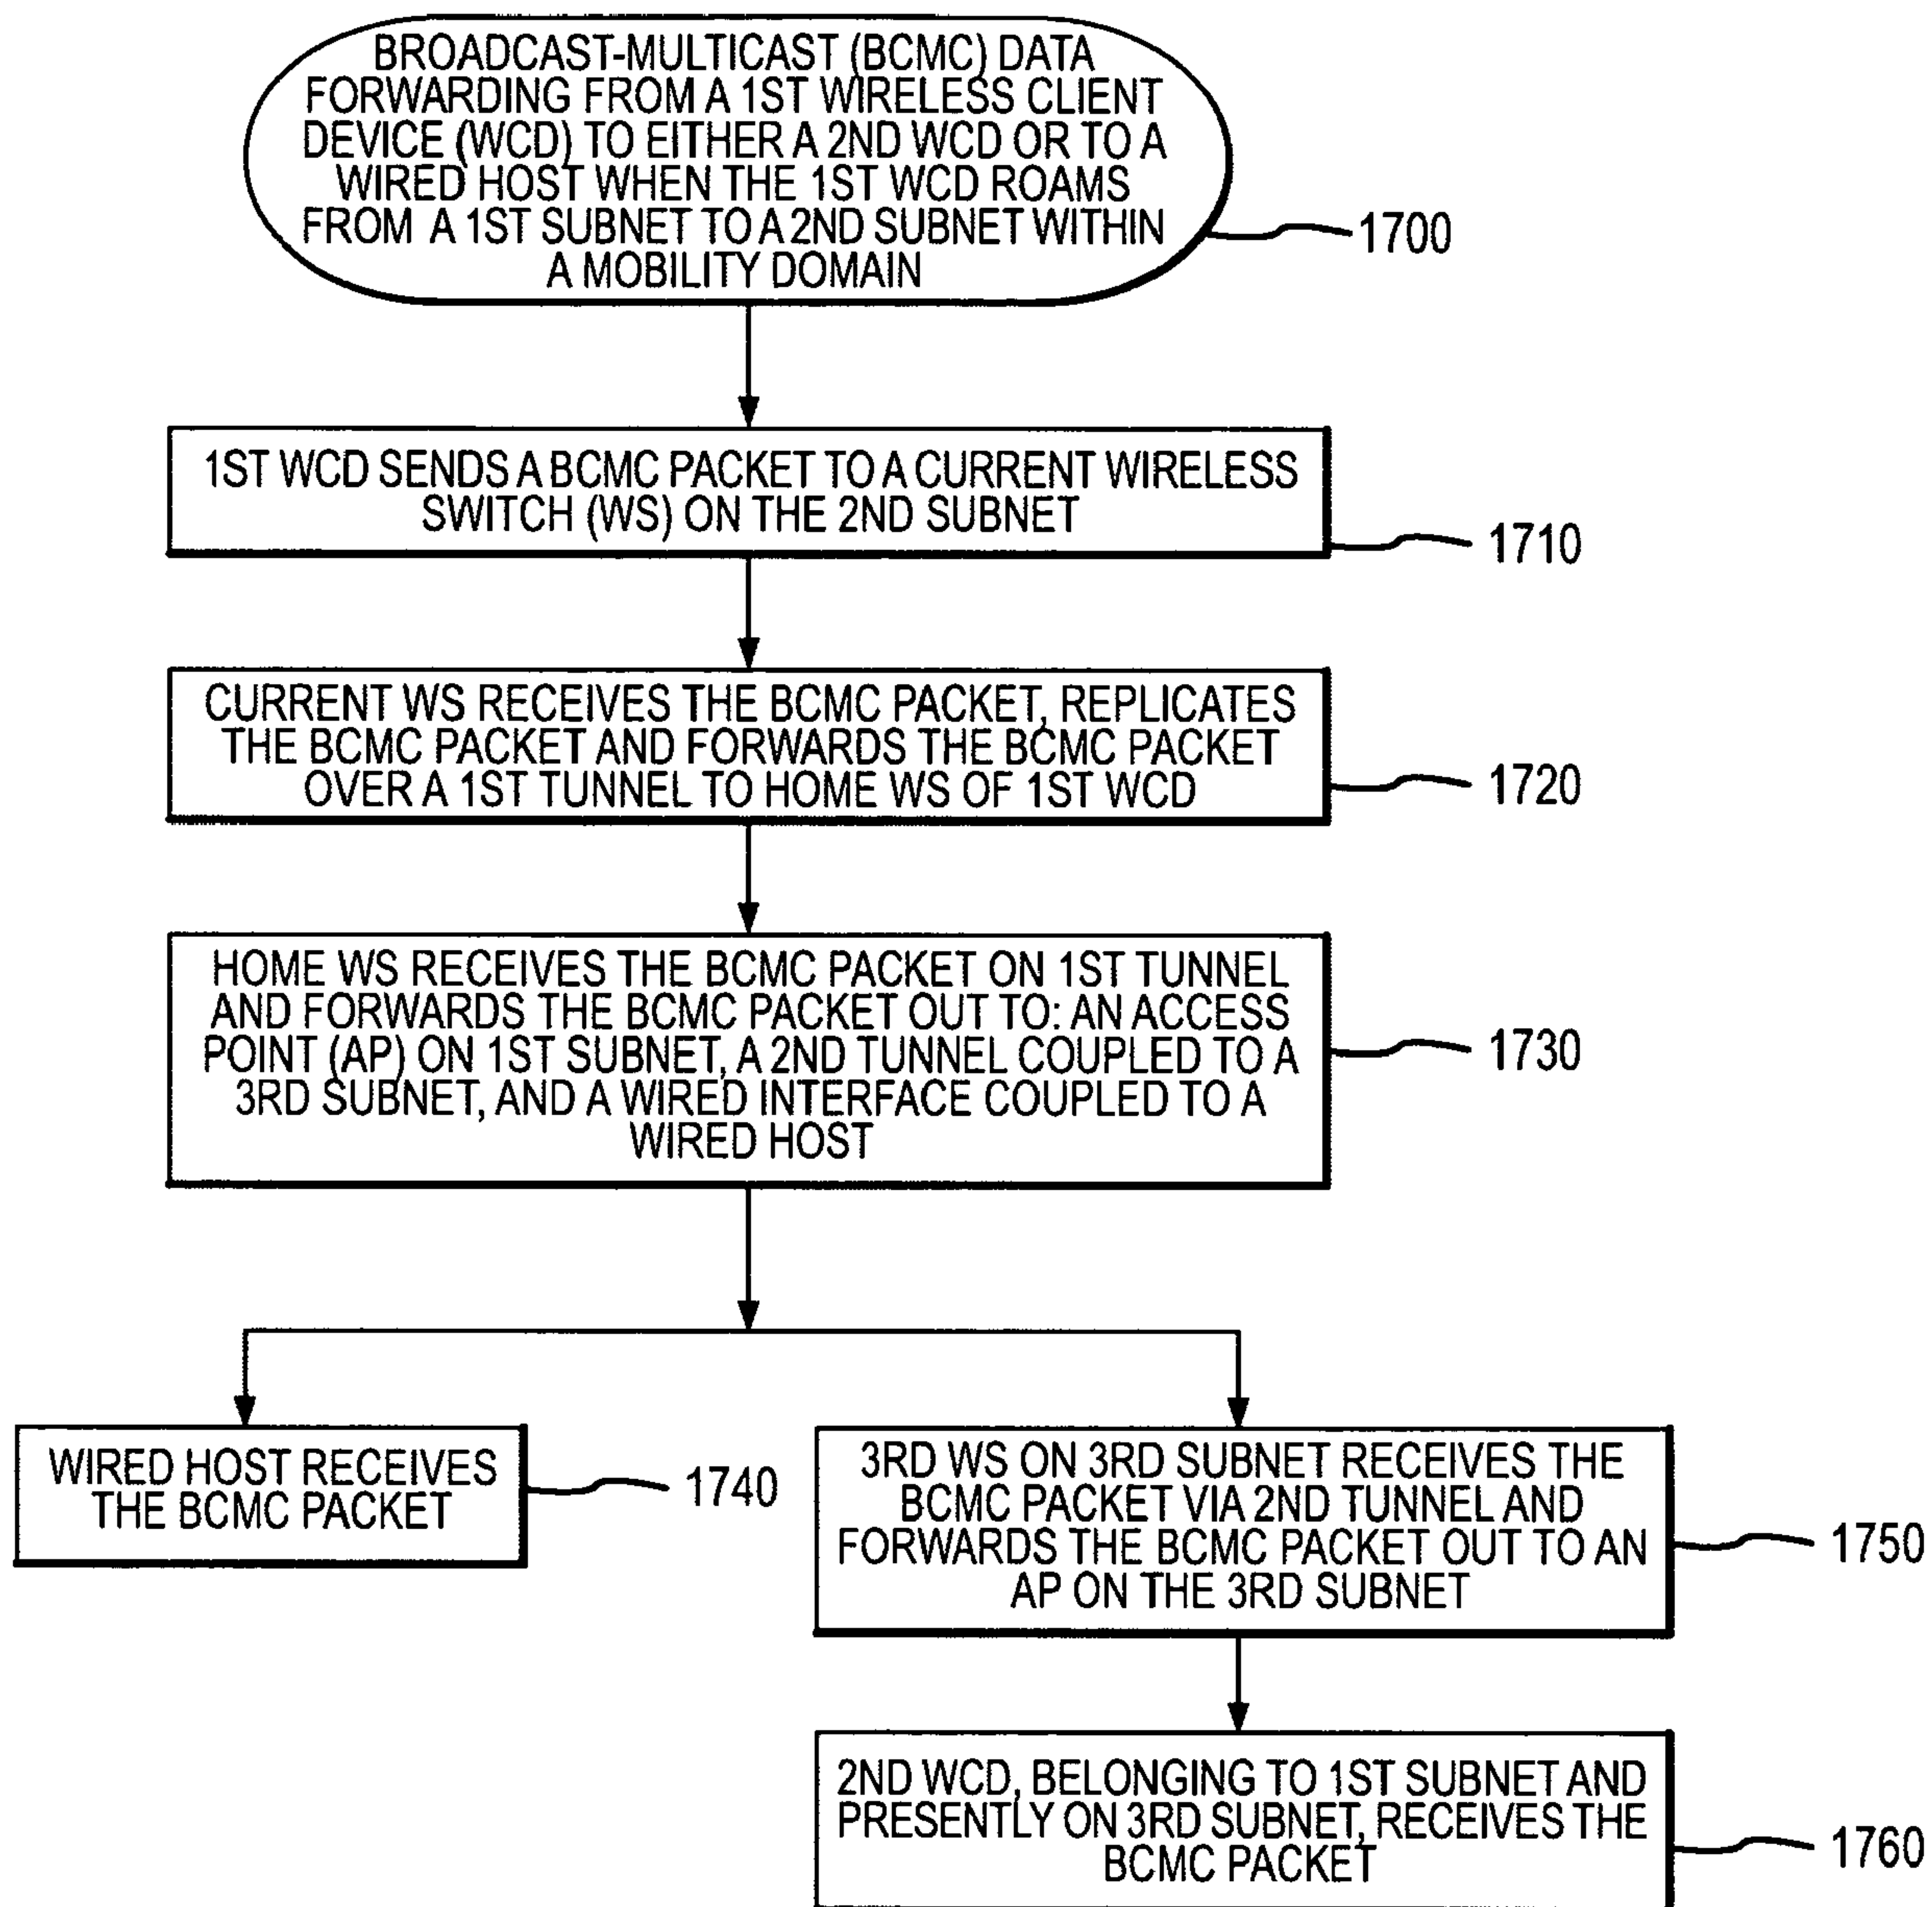 BROADCAST-MULTICAST (BCMC) DATA
FORWARDING FROM A 1ST WIRELESS CLIENT
DEVICE (WCD) TO EITHER A 2ND WCD OR TO A
WIRED HOST WHEN THE 1ST WCD ROAMS
FROM A 1ST SUBNET TO A 2ND SUBNET WITHIN
A MOBILITY DOMAIN
1700
1ST WCD SENDS A BCMC PACKET TO A CURRENT WIRELESS
SWITCH (WS) ON THE 2ND SUBNET
1710
CURRENT WS RECEIVES THE BCMC PACKET, REPLICATES
THE BCMC PACKET AND FORWARDS THE BCMC PACKET
OVER A 1ST TUNNEL TO HOME WS OF 1ST WCD
1720
HOME WS RECEIVES THE BCMC PACKET ON 1ST TUNNEL
AND FORWARDS THE BCMC PACKET OUT TO: AN ACCESS
POINT (AP) ON 1ST SUBNET, A 2ND TUNNEL COUPLED TO A
3RD SUBNET, AND A WIRED INTERFACE COUPLED TO A
WIRED HOST
1730
WIRED HOST RECEIVES
THE BCMC PACKET
1740
3RD WS ON 3RD SUBNET RECEIVES THE
BCMC PACKET VIA 2ND TUNNEL AND
FORWARDS THE BCMC PACKET OUT TO AN
AP ON THE 3RD SUBNET
1750
2ND WCD, BELONGING TO 1ST SUBNET AND
PRESENTLY ON 3RD SUBNET, RECEIVES THE
BCMC PACKET
1760